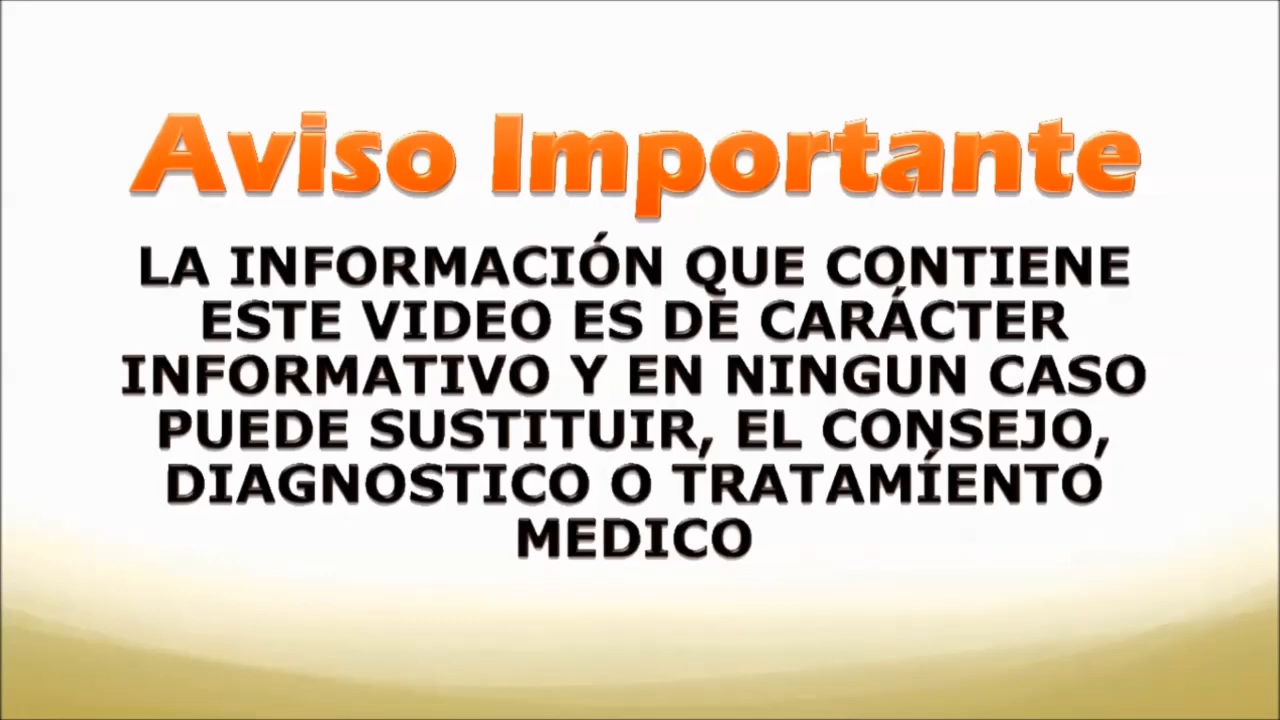 Aviso Importante
LA INFORMACIÓN QUE CONTIENE
ESTE VIDEO ES DE CARÁCTER
INFORMATIVO Y EN NINGUN CASO
PUEDE SUSTITUIR, EL CONSEJO,
DIAGNOSTICO O TRATAMÍENTO
MEDICO